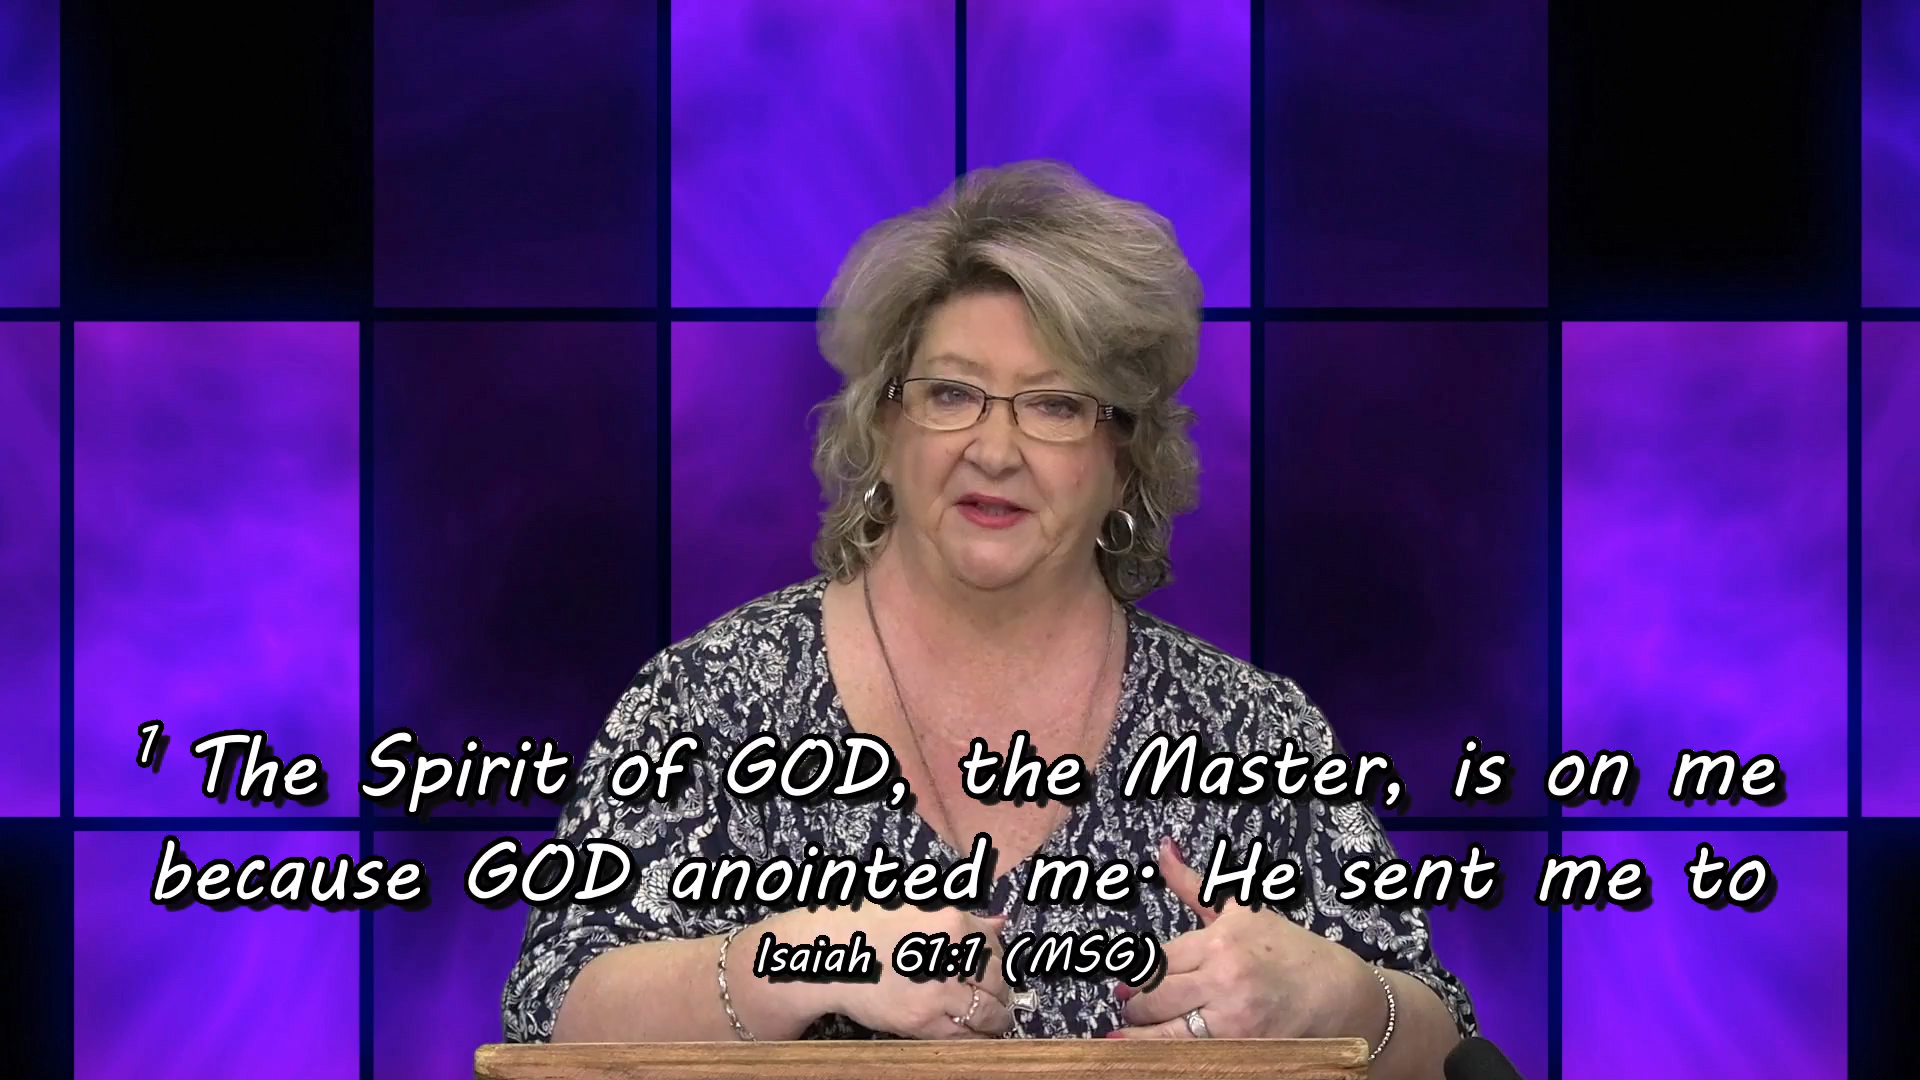 1 The Spirit of GOD, the Master, is on me
because GOD anointed me. He sent me to
Isaiah 61:1 (MSG)